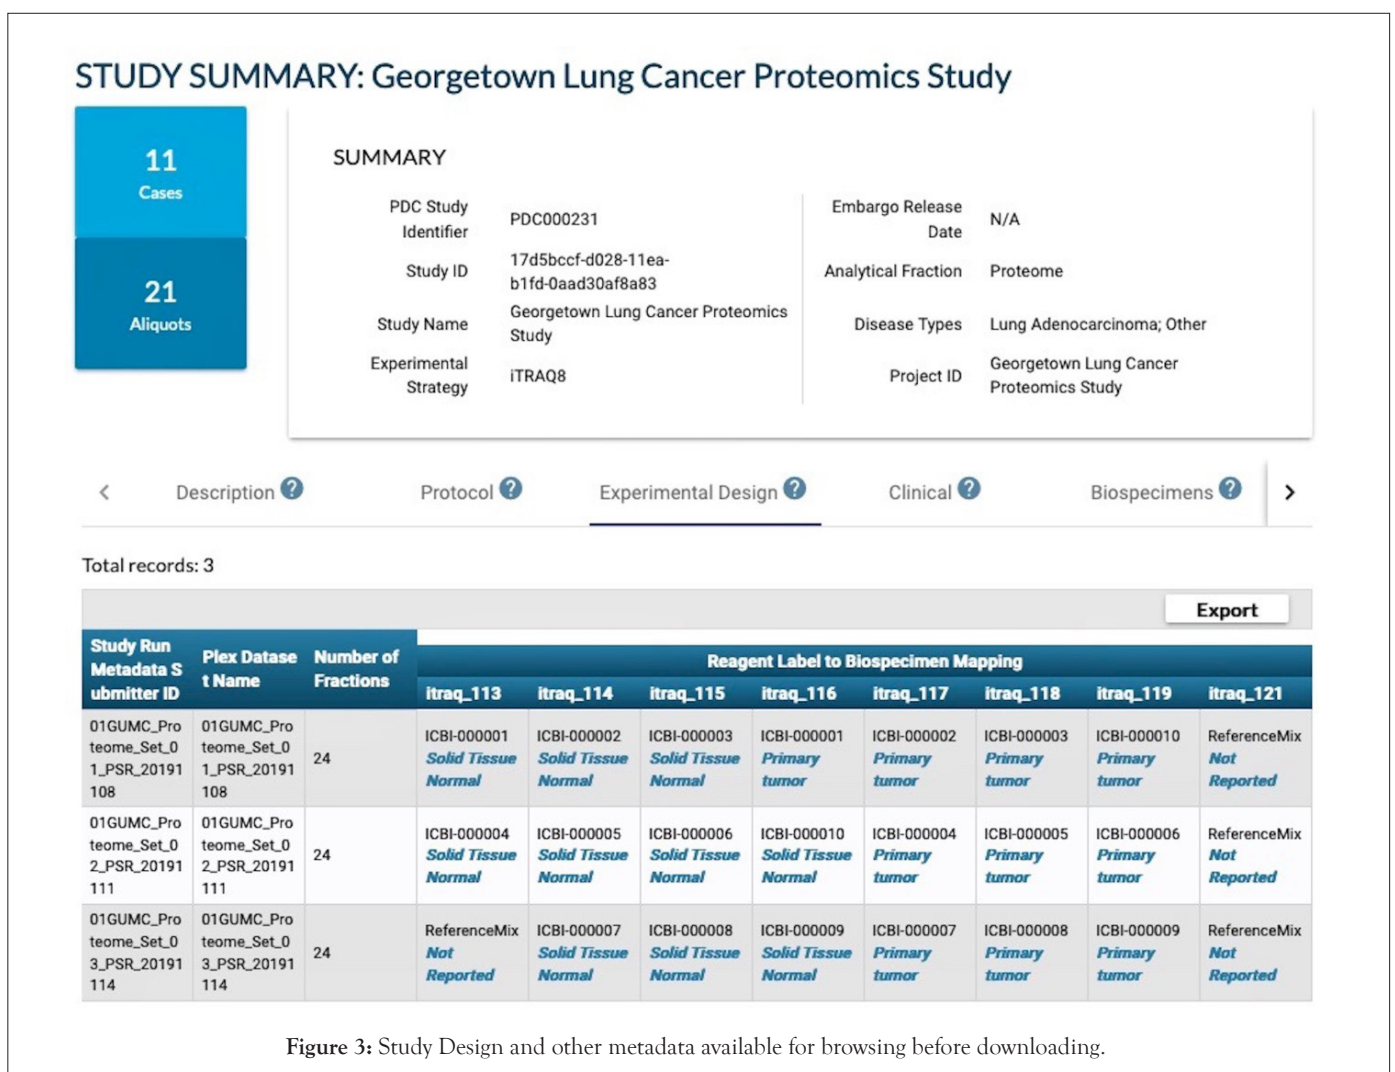 STUDY SUMMARY: Georgetown Lung Cancer Proteomics Study
11
Cases
21
Aliquots
SUMMARY
PDC Study
Identifier
PDC000231
Study ID
17d5bccf-d028-11ea-
b1fd-0aad30af8a83
Study Name
Georgetown Lung Cancer Proteomics
Study
Experimental
Strategy
iTRAQ8
Embargo Release
Date
N/A
Analytical Fraction
Proteome
Disease Types
Lung Adenocarcinoma; Other
Project ID
Georgetown Lung Cancer
Proteomics Study
Description ?
Protocol ?
Experimental Design ?
Clinical ?
Biospecimens ?
Total records: 3
Export
Study Run
Metadata S
ubmitter ID
Plex Datase
t Name
Number of
Fractions
Reagent Label to Biospecimen Mapping
itraq_113 itraq_114 itraq_115 itraq_116 itraq_117 itraq_118 itraq_119 itraq_121
01GUMC_Pro
teome_Set_0
1_PSR_20191
108
01GUMC_Pro
teome_Set_0
1_PSR_20191
108
24
ICBI-000001
Solid Tissue
Normal
ICBI-000002
Solid Tissue
Normal
ICBI-000003
Solid Tissue
Normal
ICBI-000001
Primary
tumor
ICBI-000002
Primary
tumor
ICBI-000003
Primary
tumor
ICBI-000010
Primary
tumor
ReferenceMix
Not
Reported
01GUMC_Pro
teome_Set_0
2_PSR_20191
111
01GUMC_Pro
teome_Set_0
2_PSR_20191
111
24
ICBI-000004
Solid Tissue
Normal
ICBI-000005
Solid Tissue
Normal
ICBI-000006
Solid Tissue
Normal
ICBI-000010
Solid Tissue
Normal
ICBI-000004
Primary
tumor
ICBI-000005
Primary
tumor
ICBI-000006
Primary
tumor
ReferenceMix
Not
Reported
01GUMC_Pro
teome_Set_0
3_PSR_20191
114
01GUMC_Pro
teome_Set_0
3_PSR_20191
114
24
ReferenceMix
Not
Reported
ICBI-000007
Solid Tissue
Normal
ICBI-000008
Solid Tissue
Normal
ICBI-000009
Solid Tissue
Normal
ICBI-000007
Primary
tumor
ICBI-000008
Primary
tumor
ICBI-000009
Primary
tumor
ReferenceMix
Not
Reported
Figure 3: Study Design and other metadata available for browsing before downloading.